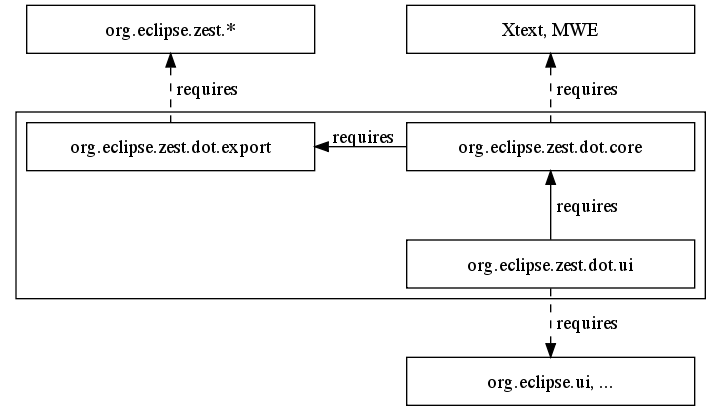 org.eclipse.zest.*
Xtext, MWE
requires
requires
org.eclipse.zest.dot.export
requires
org.eclipse.zest.dot.core
requires
org.eclipse.zest.dot.ui
requires
org.eclipse.ui, ...